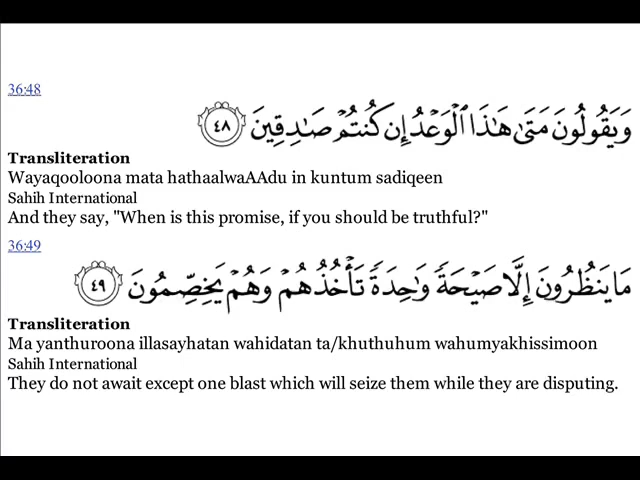 36:48
وَيَقُولُونَ مَتَىٰ هَـٰذَا ٱلْوَعْدُ إِن كُنتُمْ صَـٰدِقِينَ ٤٨
Transliteration
Wayaqooloona mata hathaalwaAAdu in kuntum sadiqeen
Sahih International
And they say, "When is this promise, if you should be truthful?"
36:49
مَا يَنظُرُونَ إِلَّا صَيْحَةً وَٰحِدَةً تَأْخُذُهُمْ وَهُمْ يَخِصِّمُونَ ٤٩
Transliteration
Ma yanthuroona illasayhatan wahidatan ta/khuthuhum wahumyakhissimoon
Sahih International
They do not await except one blast which will seize them while they are disputing.